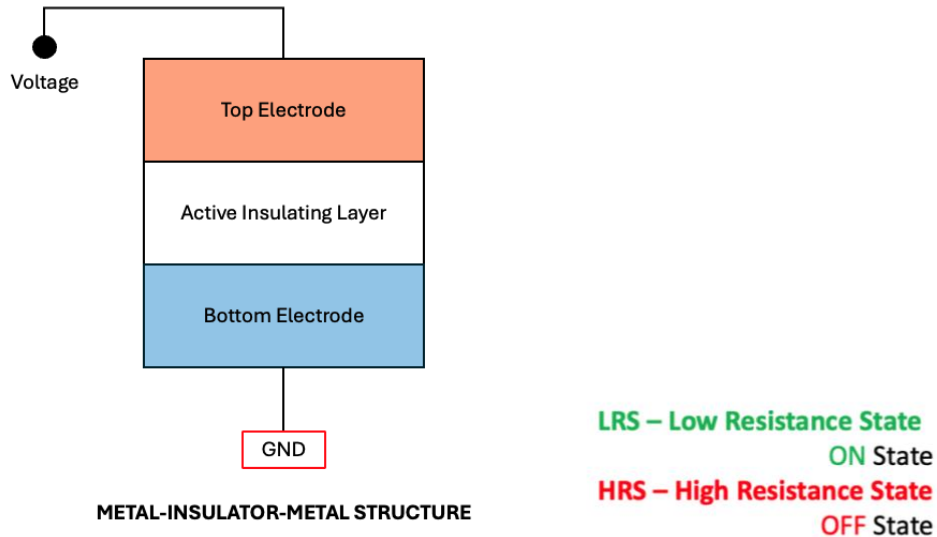 Voltage
Top Electrode
Active Insulating Layer
Bottom Electrode
GND
METAL-INSULATOR-METAL STRUCTURE
LRS – Low Resistance State
ON State
HRS – High Resistance State
OFF State